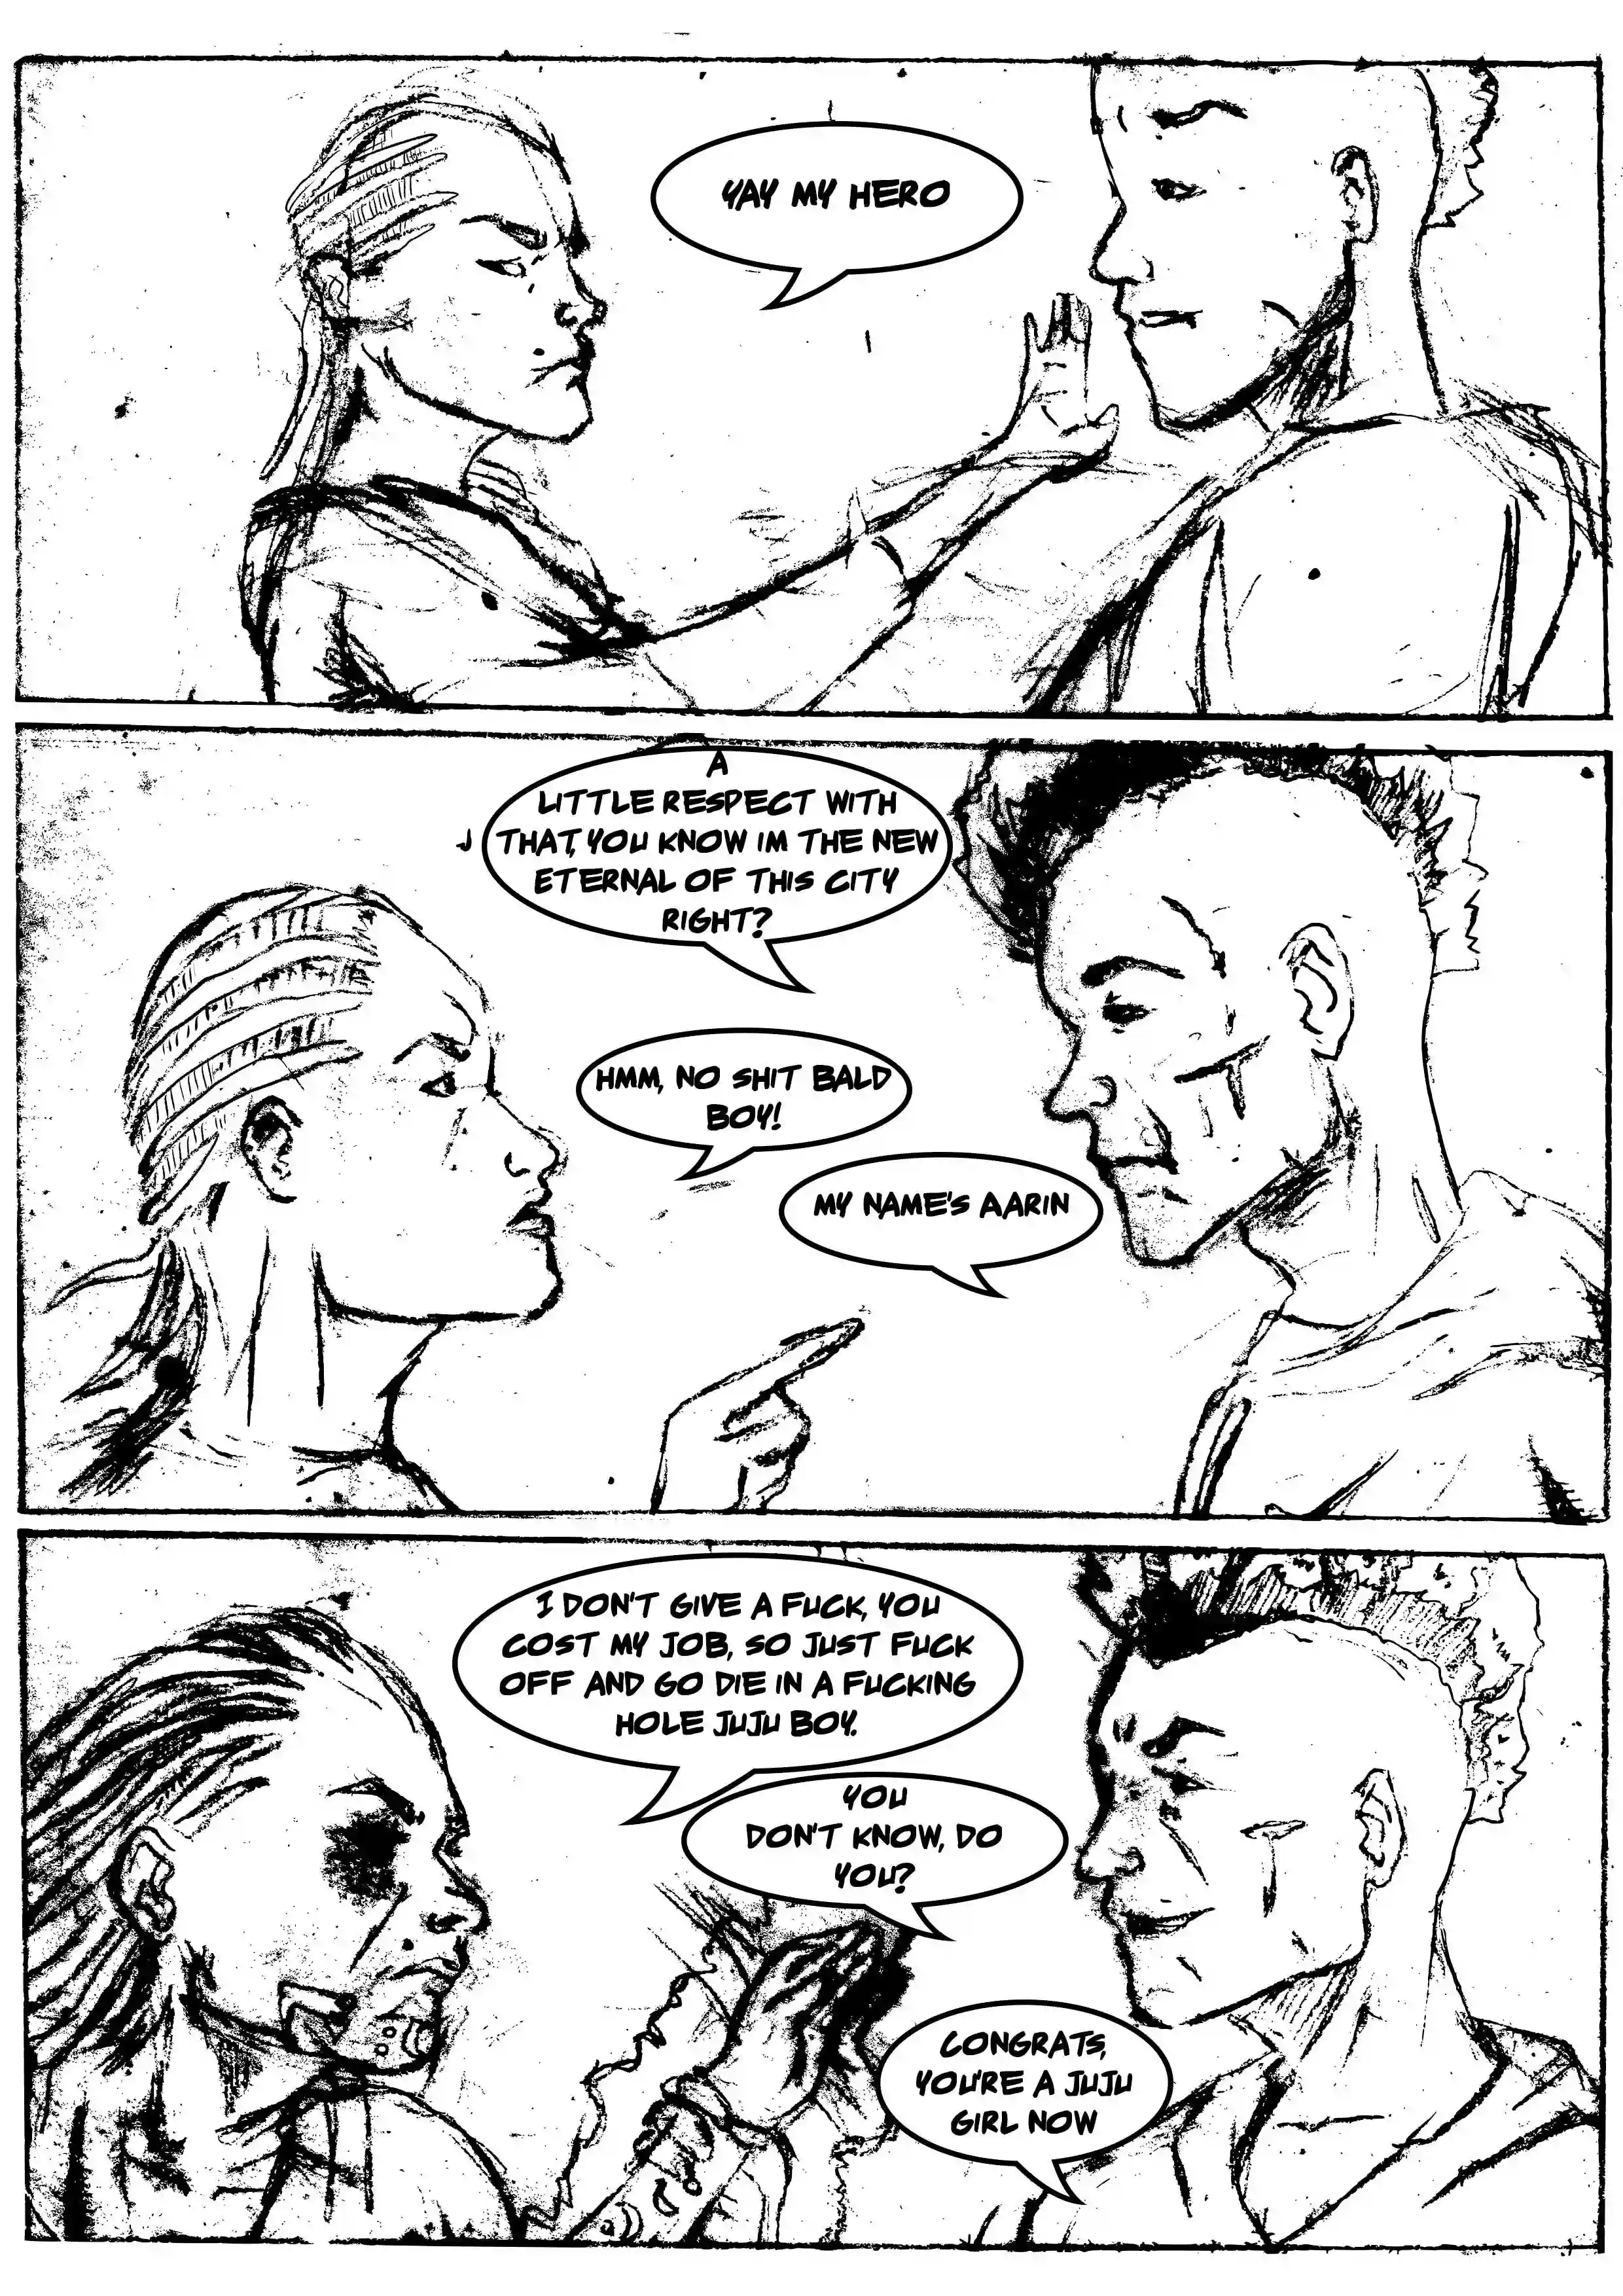 YAY MY HERO
A
LITTLE RESPECT WITH
THAT, YOU KNOW IM THE NEW
ETERNAL OF THIS CITY
RIGHT?
HMM, NO SHIT BALD
BOY!
MY NAME'S AARIN
I DON'T GIVE A FUCK, YOU
COST MY JOB, SO JUST FUCK
OFF AND GO DIE IN A FUCKING
HOLE JUJU BOY.
YOU
DON'T KNOW, DO
YOU?
CONGRATS,
YOU'RE A JUJU
GIRL NOW